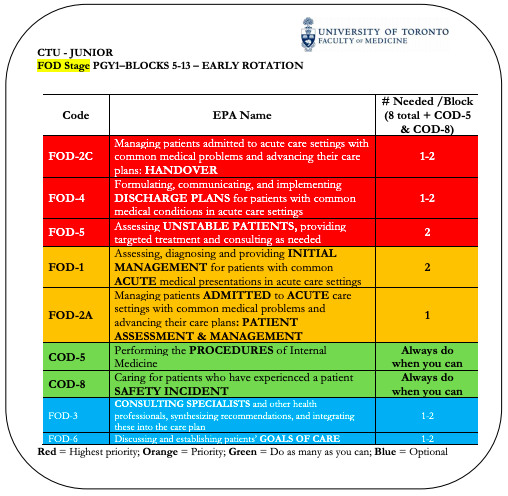 UNIVERSITY OF TORONTO
FACULTY OF MEDICINE
CTU - JUNIOR
FOD Stage PGY1–BLOCKS 5-13 – EARLY ROTATION
Code
EPA Name
# Needed /Block
(8 total + COD-5
& COD-8)
FOD-2C
Managing patients admitted to acute care settings with
common medical problems and advancing their care
plans: HANDOVER
1-2
FOD-4
Formulating, communicating, and implementing
DISCHARGE PLANS for patients with common
medical conditions in acute care settings
1-2
FOD-5
Assessing UNSTABLE PATIENTS, providing
targeted treatment and consulting as needed
2
FOD-1
Assessing, diagnosing and providing INITIAL
MANAGEMENT for patients with common
ACUTE medical presentations in acute care settings
2
FOD-2A
Managing patients ADMITTED to ACUTE care
settings with common medical problems and
advancing their care plans: PATIENT
ASSESSMENT & MANAGEMENT
1
COD-5
Performing the PROCEDURES of Internal
Medicine
Always do
when you can
COD-8
Caring for patients who have experienced a patient
SAFETY INCIDENT
Always do
when you can
FOD-3
CONSULTING SPECIALISTS and other health
professionals, synthesizing recommendations, and integrating
these into the care plan
1-2
FOD-6
Discussing and establishing patients' GOALS OF CARE
1-2
Red = Highest priority; Orange = Priority; Green = Do as many as you can; Blue = Optional